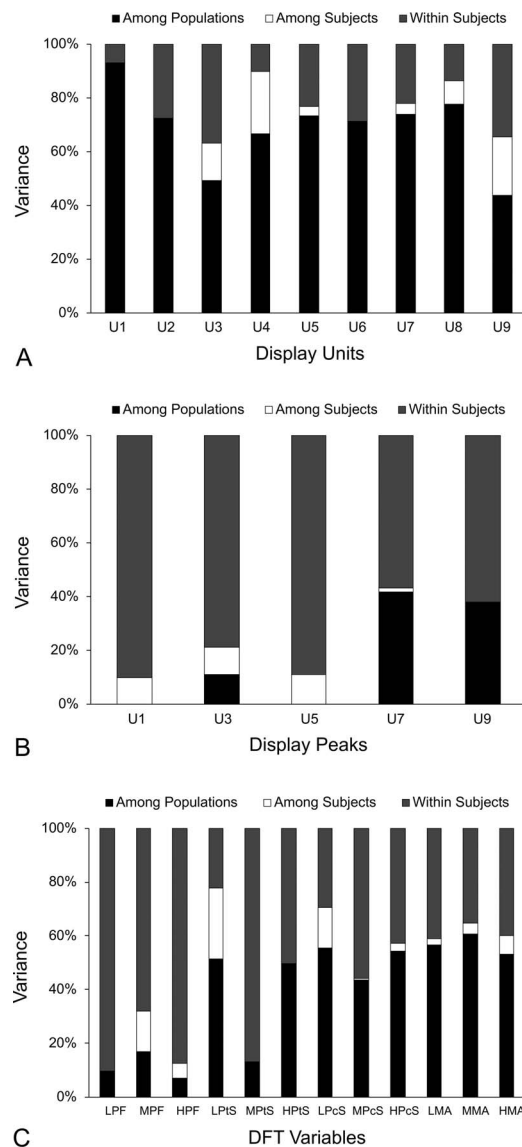 Among Populations Among Subjects Within Subjects
100%
80%
60%
40%
20%
0%
Variance
U1 U2 U3 U4 U5 U6 U7 U8 U9
A Display Units
Among Populations Among Subjects Within Subjects
100%
80%
60%
40%
20%
0%
Variance
U1 U3 U5 U7 U9
B Display Peaks
Among Populations Among Subjects Within Subjects
100%
80%
60%
40%
20%
0%
Variance
LPF MPF HPF LPtS MPtS HPtS LPcS MPcS HPcS LMA MMA HMA
C DFT Variables